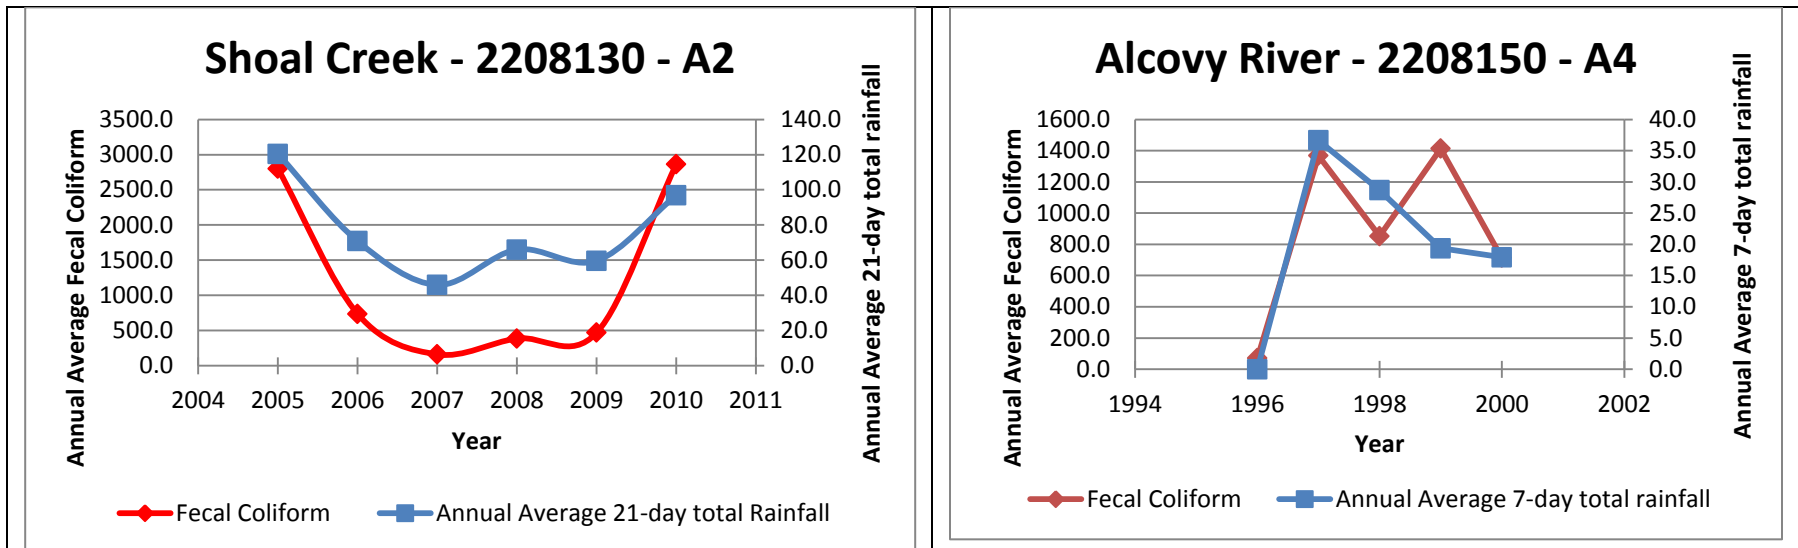 Shoal Creek - 2208130 - A2
Annual Average Fecal Coliform
3500.0
3000.0
2500.0
2000.0
1500.0
1000.0
500.0
0.0
140.0
120.0
100.0
80.0
60.0
40.0
20.0
0.0
Annual Average 21-day total rainfall
2004 2005 2006 2007 2008 2009 2010 2011
Year
Fecal Coliform Annual Average 21-day total Rainfall
Alcovy River - 2208150 - A4
Annual Average Fecal Coliform
1600.0
1400.0
1200.0
1000.0
800.0
600.0
400.0
200.0
0.0
40.0
35.0
30.0
25.0
20.0
15.0
10.0
5.0
0.0
Annual Average 7-day total rainfall
1994 1996 1998 2000 2002
Year
Fecal Coliform Annual Average 7-day total rainfall